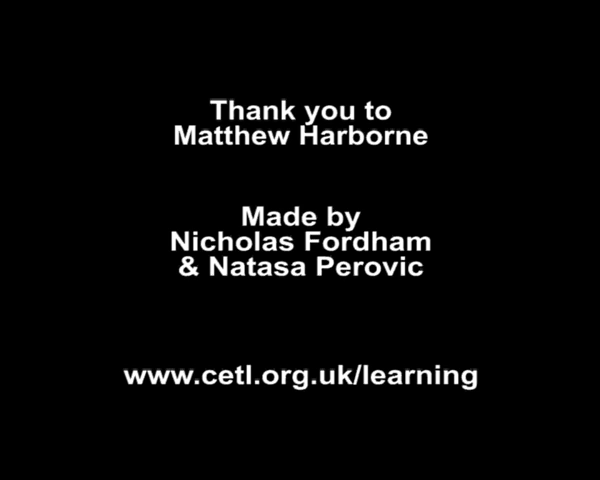 Thank you to
Matthew Harborne
Made by
Nicholas Fordham
& Natasa Perovic
www.cetl.org.uk/learning